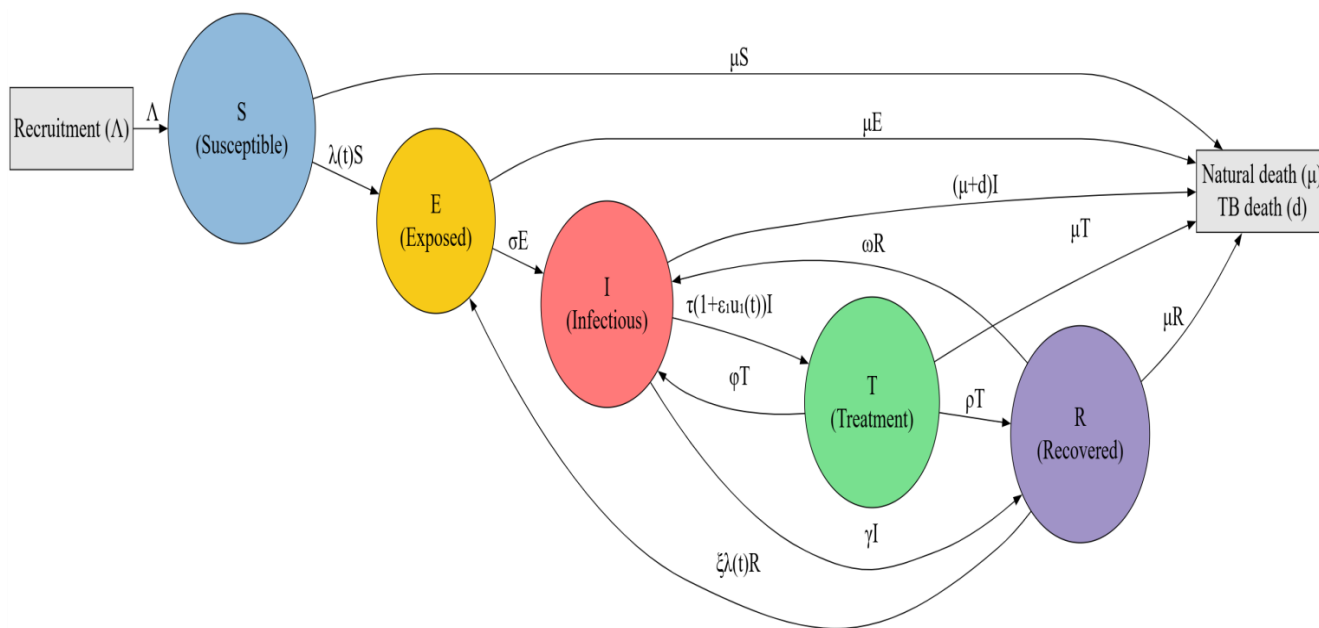 μS
Λ
S
(Susceptible)
Recruitment (Λ)
λ(t)S
μE
E
(Exposed)
σE
(μ+d)I
Natural death (μ)
TB death (d)
μT
ωR
I
(Infectious)
τ(1+ε₁u₁(t))I
μR
φT
T
(Treatment)
ρT
R
(Recovered)
γI
ξλ(t)R